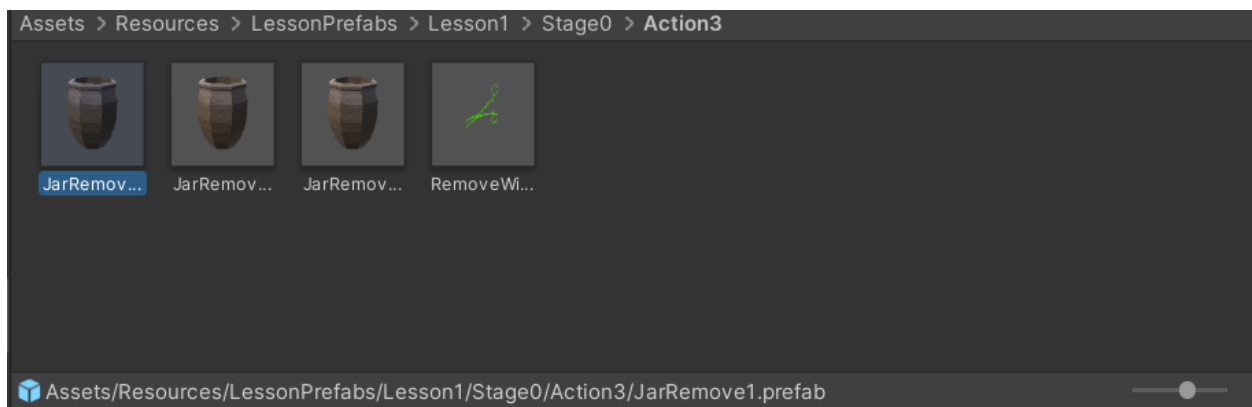 Assets > Resources > LessonPrefabs > Lesson1 > Stage0 > Action3
JarRemov... JarRemov... JarRemov... RemoveWi...
Assets/Resources/LessonPrefabs/Lesson1/Stage0/Action3/JarRemove1.prefab